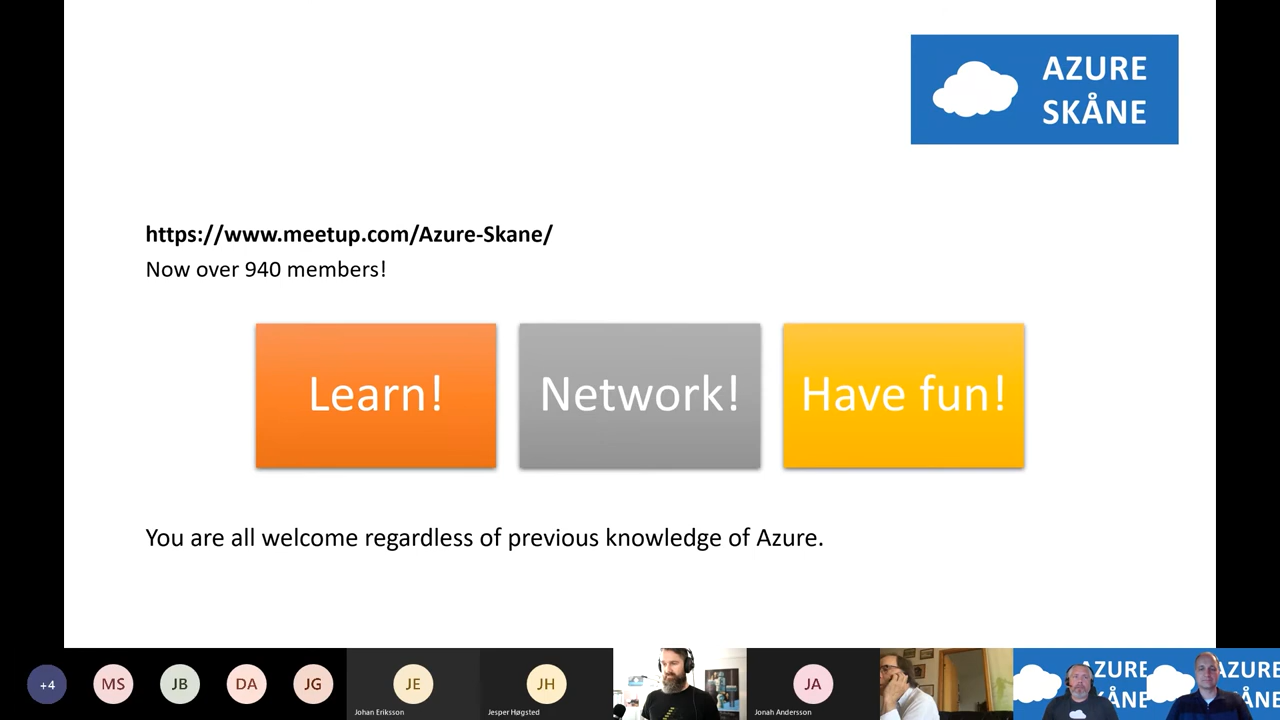 AZURE
SKÅNE
https://www.meetup.com/Azure-Skane/
Now over 940 members!
Learn!
Network!
Have fun!
You are all welcome regardless of previous knowledge of Azure.
+4
MS
JB
DA
JG
JE
Johan Eriksson
JH
Jesper Høgsted
JA
Jonah Andersson
AZURE
SKÅNE
AZURE
SKÅNE